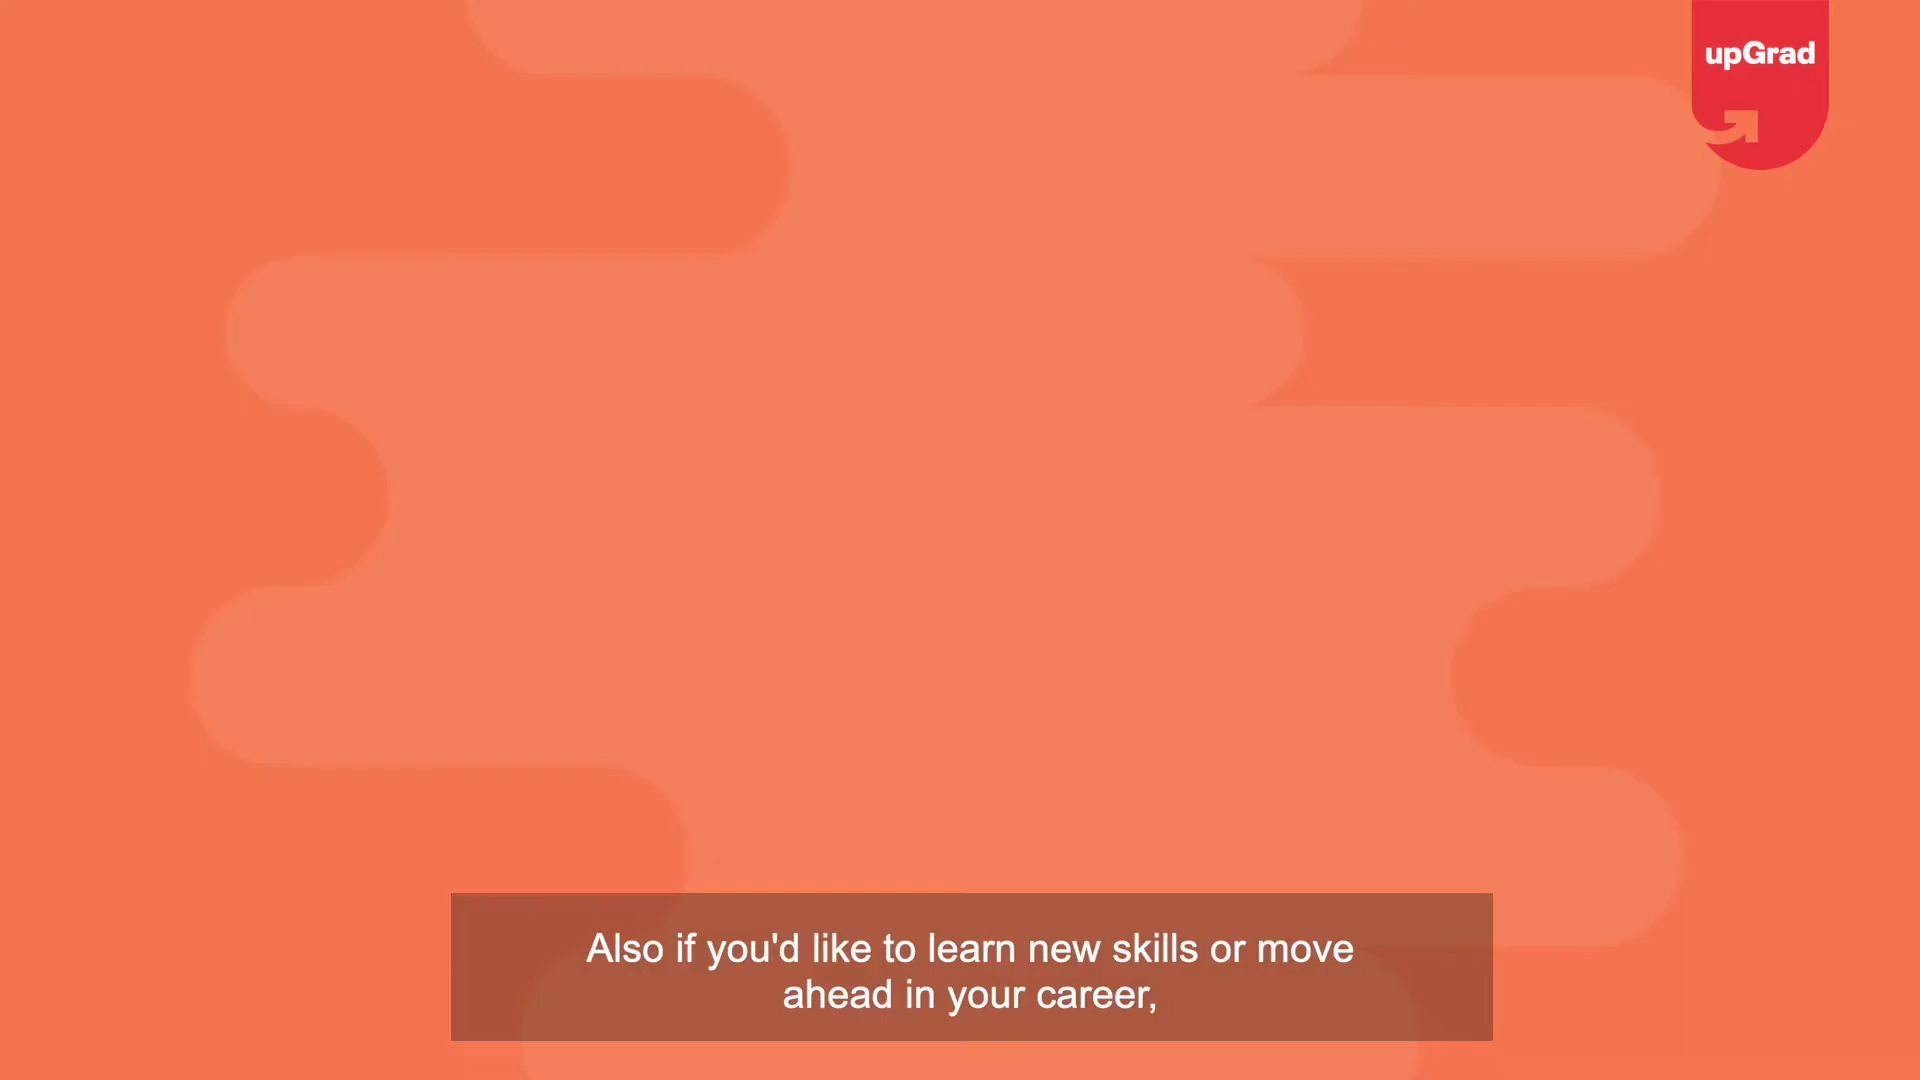 upGrad
Also if you'd like to learn new skills or move
ahead in your career,